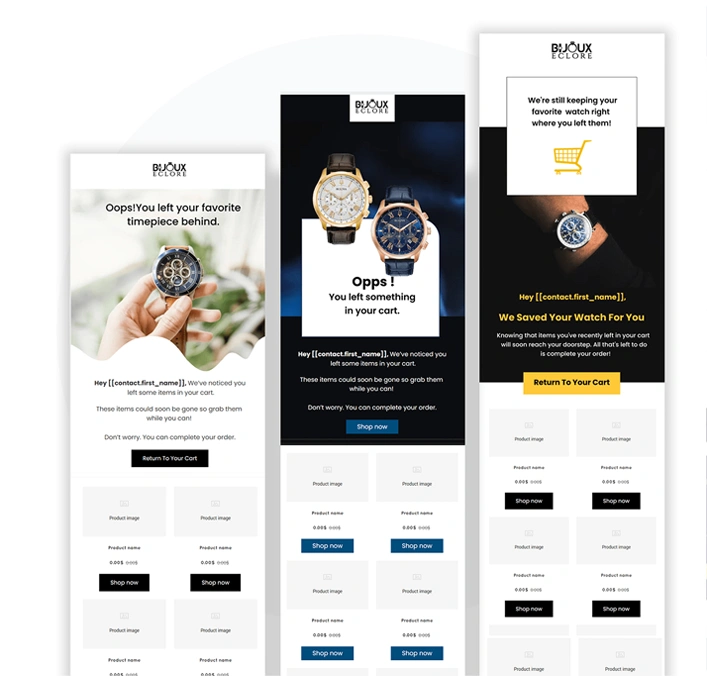 BIJOUX
ECLORE
Oops!You left your favorite
timepiece behind.
Hey [[contact.first_name]], We've noticed you
left some items in your cart.
These items could soon be gone so grab them
while you can!
Don't worry. You can complete your order.
Return To Your Cart
Product image
Product image
Product name
Product name
0.00$ 0.00$
0.00$ 0.00$
Shop now
Shop now
Product image
Product image
Product name
Product name
BIJOUX
ECLORE
BULOVA
BULOVA
Opps !
You left something
in your cart.
Hey [[contact.first_name]], We've noticed you
left some items in your cart.
These items could soon be gone so grab them
while you can!
Don't worry. You can complete your order.
Shop now
Product image
Product image
Product name
Product name
0.00$ 0.00$
0.00$ 0.00$
Shop now
Shop now
Product image
Product image
Product name
Product name
0.00$ 0.00$
0.00$ 0.00$
Shop now
Shop now
BIJOUX
ECLORE
We're still keeping your
favorite watch right
where you left them!
Hey [[contact.first_name]],
We Saved Your Watch For You
Knowing that items you've recently left in your cart
will soon reach your doorstep. All that's left to do
is complete your order!
Return To Your Cart
Product image
Product image
Product name
Product name
0.00$ 0.00$
0.00$ 0.00$
Shop now
Shop now
Product image
Product image
Product name
Product name
0.00$ 0.00$
0.00$ 0.00$
Shop now
Shop now
Product image
Product image